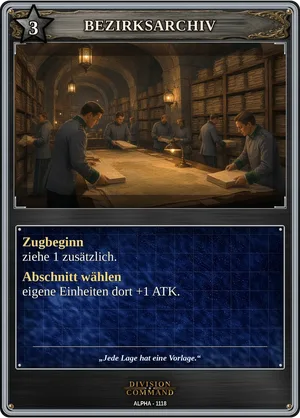 3
BEZIRKSARCHIV
Zugbeginn
ziehe 1 zusätzlich.
Abschnitt wählen
eigene Einheiten dort +1 ATK.
„Jede Lage hat eine Vorlage.“
DIVISION
COMMAND
ALPHA - 1118